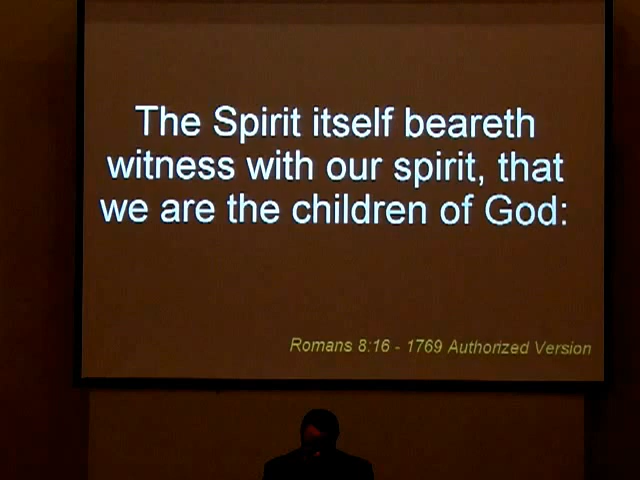 The Spirit itself beareth
witness with our spirit, that
we are the children of God:
Romans 8:16 - 1769 Authorized Version